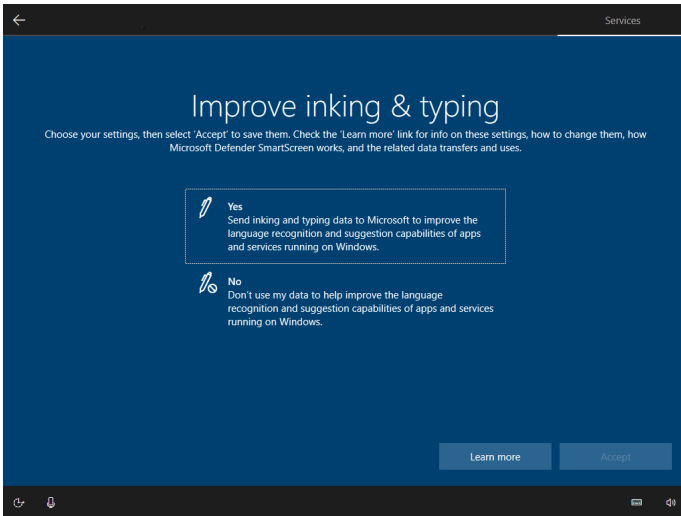 Services
Improve inking & typing
Choose your settings, then select 'Accept' to save them. Check the 'Learn more' link for info on these settings, how to change them, how
Microsoft Defender SmartScreen works, and the related data transfers and uses.
Yes
Send inking and typing data to Microsoft to improve the
language recognition and suggestion capabilities of apps
and services running on Windows.
No
Don't use my data to help improve the language
recognition and suggestion capabilities of apps and services
running on Windows.
Learn more
Accept